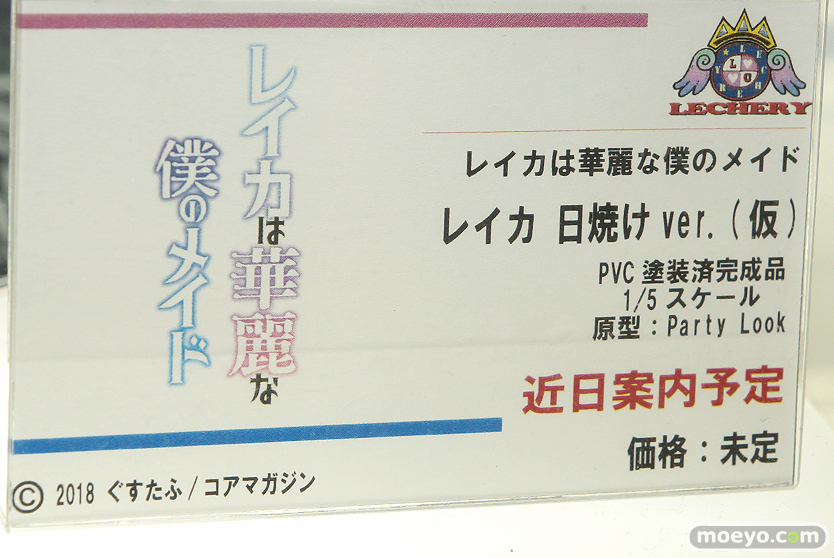 レイカは華麗な
僕のメイド
LECHERY
レイカは華麗な僕のメイド
レイカ 日焼け ver. (仮)
PVC 塗装済完成品
1/5 スケール
原型：Party Look
近日案内予定
価格：未定
© 2018 ぐすたふ / コアマガジン
moeyo.com